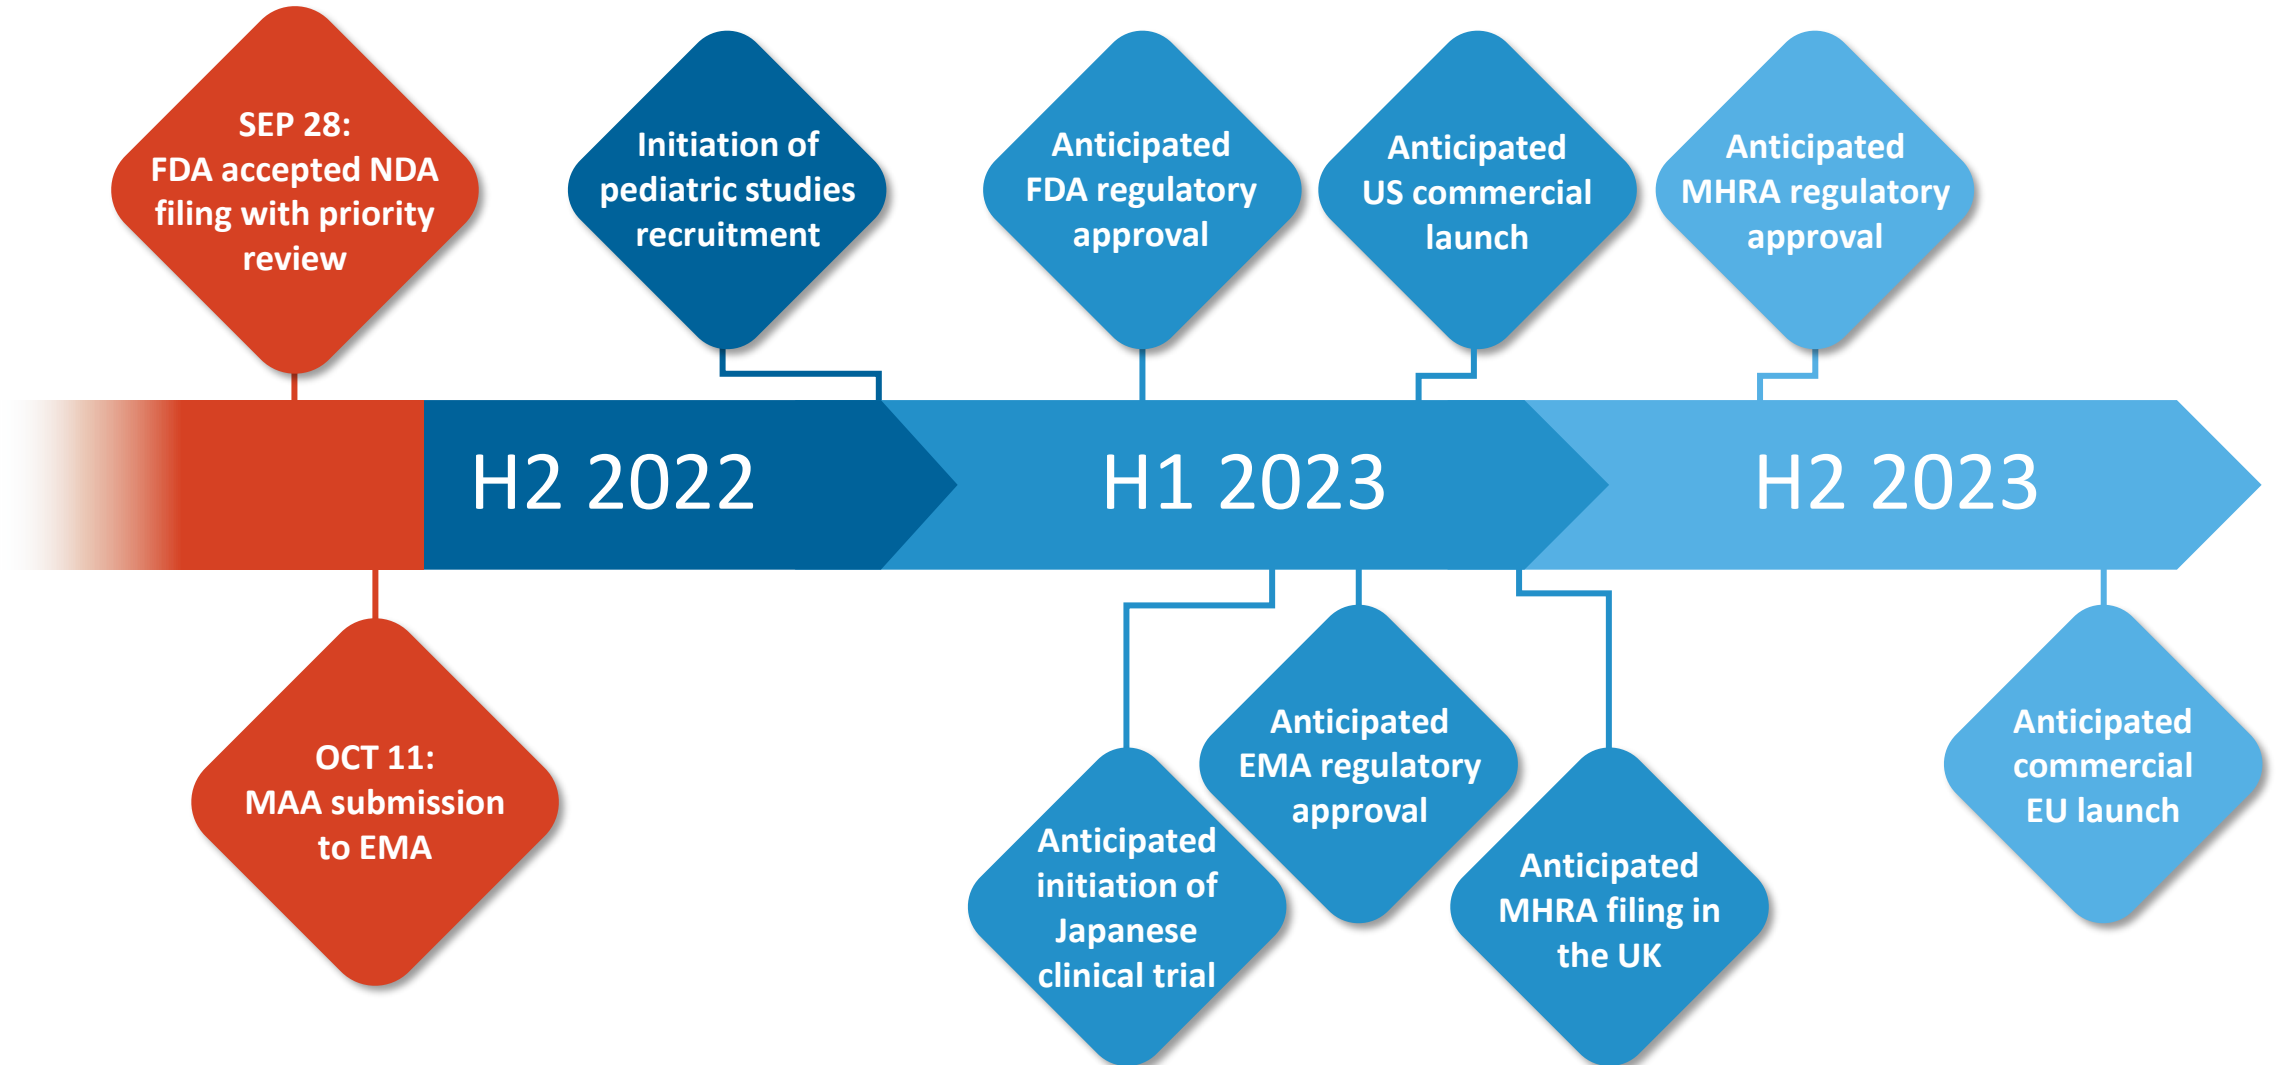 SEP 28:
FDA accepted NDA
filing with priority
review
Initiation of
pediatric studies
recruitment
Anticipated
FDA regulatory
approval
Anticipated
US commercial
launch
Anticipated
MHRA regulatory
approval
H2 2022
H1 2023
H2 2023
OCT 11:
MAA submission
to EMA
Anticipated
initiation of
Japanese
clinical trial
Anticipated
EMA regulatory
approval
Anticipated
MHRA filing in
the UK
Anticipated
commercial
EU launch